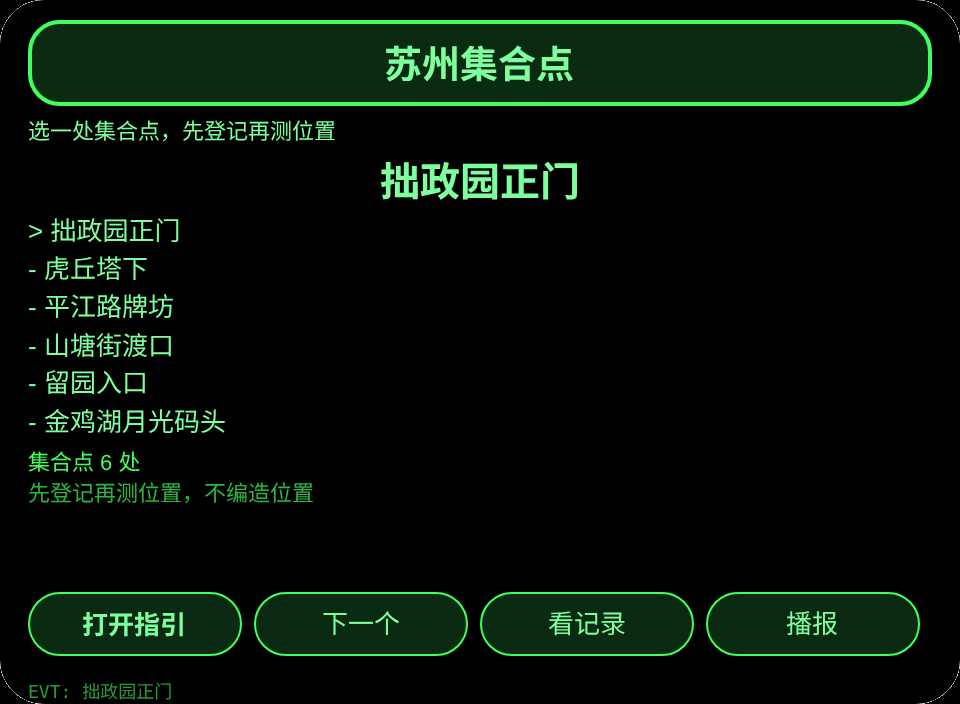 苏州集合点
选一处集合点，先登记再测位置
拙政园正门
> 拙政园正门
- 虎丘塔下
- 平江路牌坊
- 山塘街渡口
- 留园入口
- 金鸡湖月光码头
集合点 6 处
先登记再测位置，不编造位置
打开指引
下一个
看记录
播报
EVT: 拙政园正门